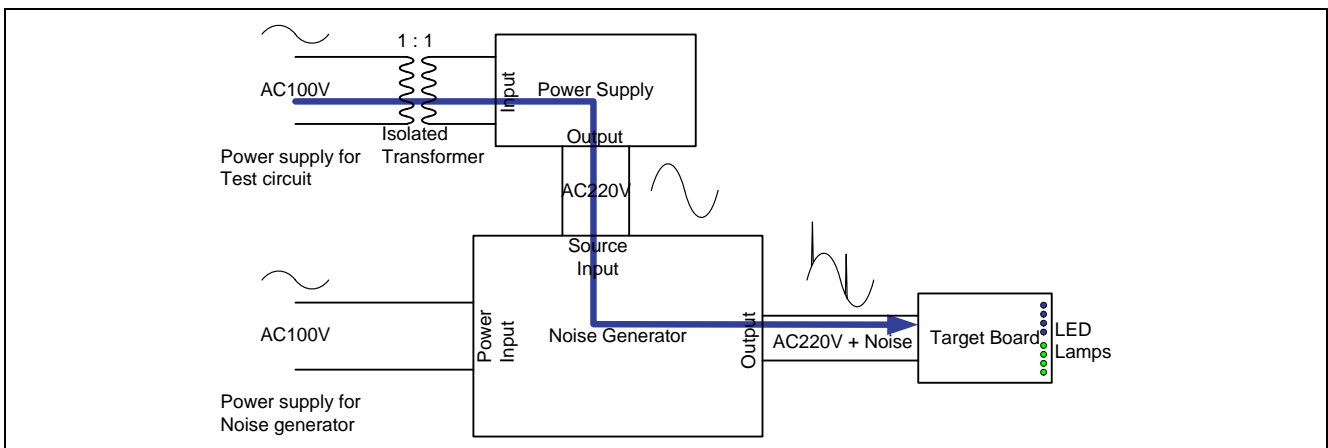 1 : 1
AC100V
Input
Power Supply
Isolated
Transformer
Output
Power supply for
Test circuit
AC220V
Source
Input
AC100V
Power
Input
Noise Generator
Output
AC220V + Noise
Target Board
LED
Lamps
Power supply for
Noise generator